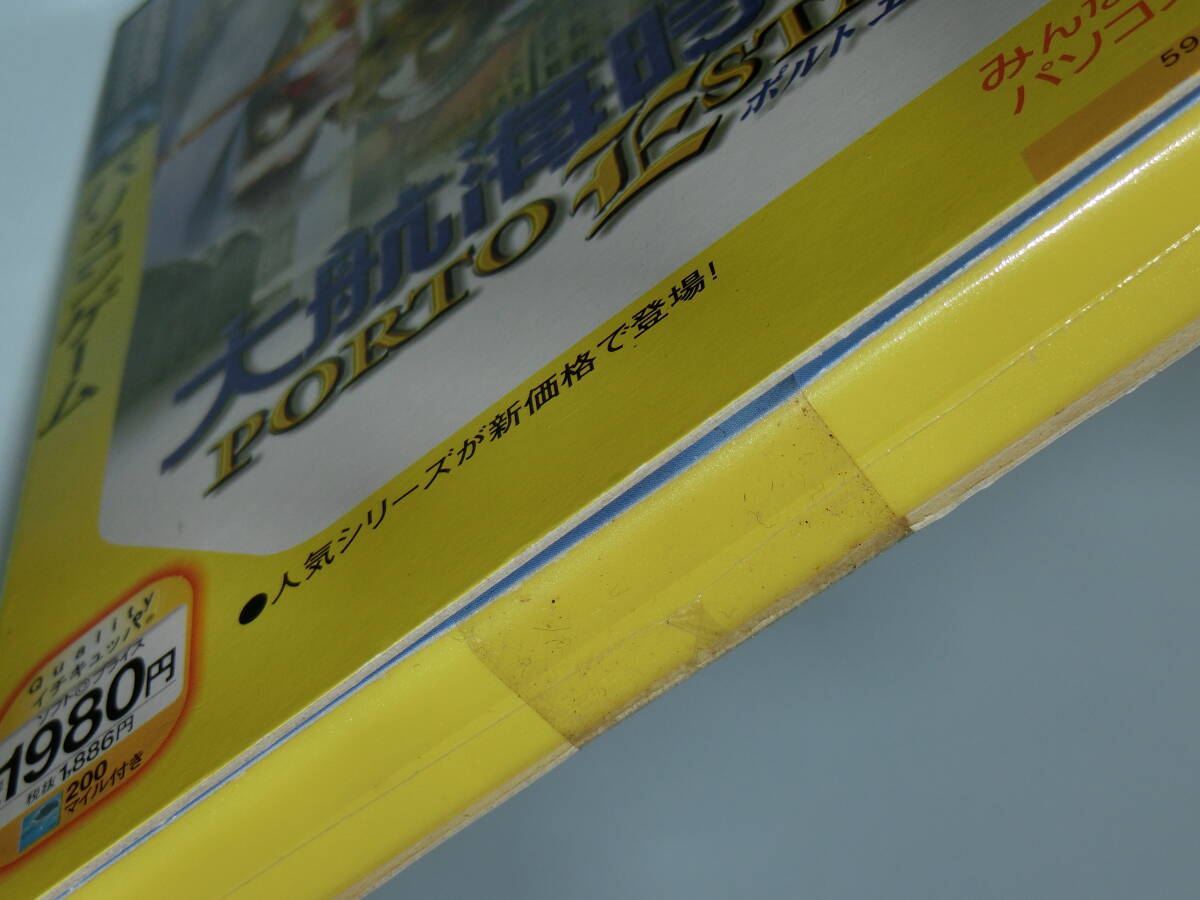 パソコンゲーム
大航海時
PORTO ESTA
ポルト エ
みんな
パソコン
59
●人気シリーズが新価格で登場!
Quality
イチキュッパ®
ソフト@プライス
1980円
税抜 1,886円
200
マイル付き